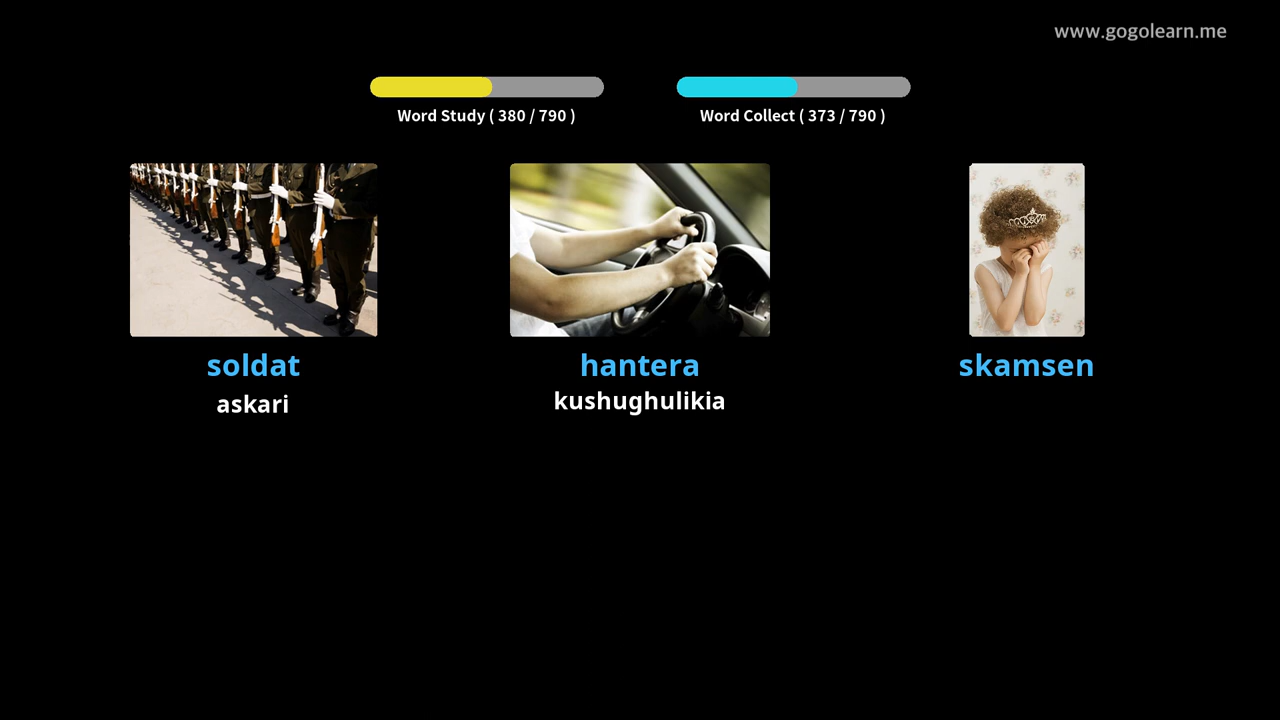 www.gogolearn.me
Word Study ( 380 / 790 )
Word Collect ( 373 / 790 )
soldat
askari
hantera
kushughulikia
skamsen